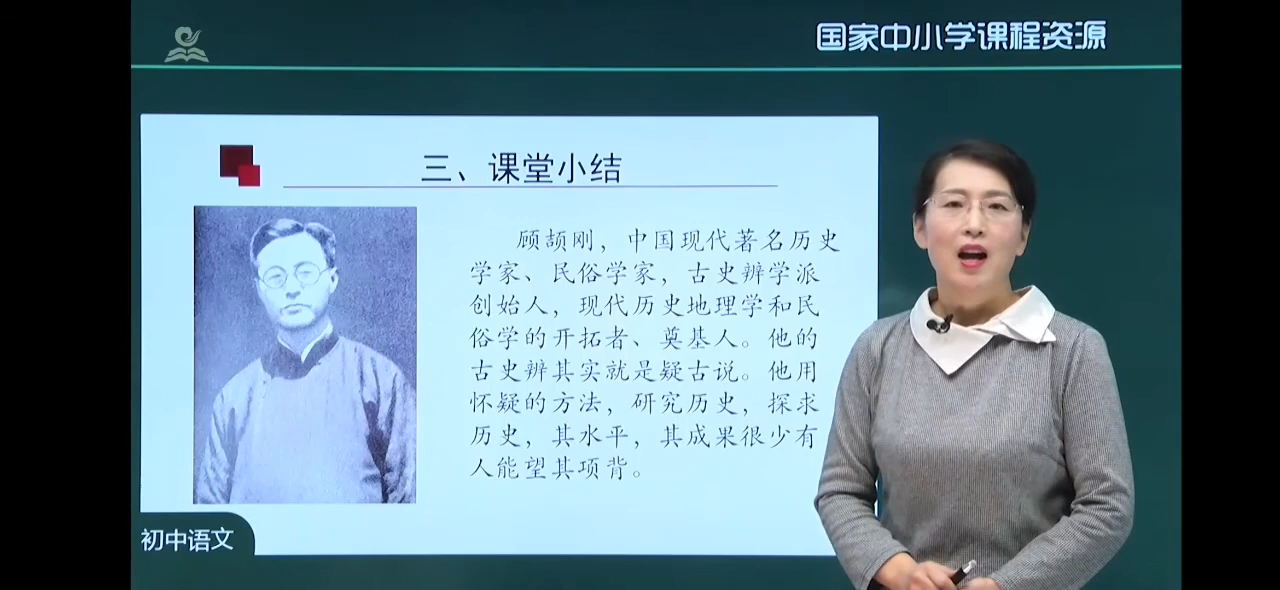 国家中小学课程资源
三、课堂小结
顾颉刚，中国现代著名历史
学家、民俗学家，古史辨学派
创始人，现代历史地理学和民
俗学的开拓者、奠基人。他的
古史辨其实就是疑古说。他用
怀疑的方法，研究历史，探求
历史，其水平，其成果很少有
人能望其项背。
初中语文